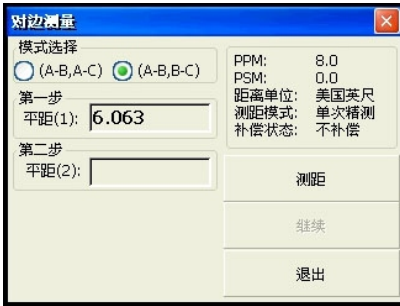 对边测量
模式选择
(A-B,A-C) (A-B,B-C)
第一步
平距(1): 6.063
第二步
平距(2):
PPM: 8.0
PSM: 0.0
距离单位: 美国英尺
测距模式: 单次精测
补偿状态: 不补偿
测距
继续
退出